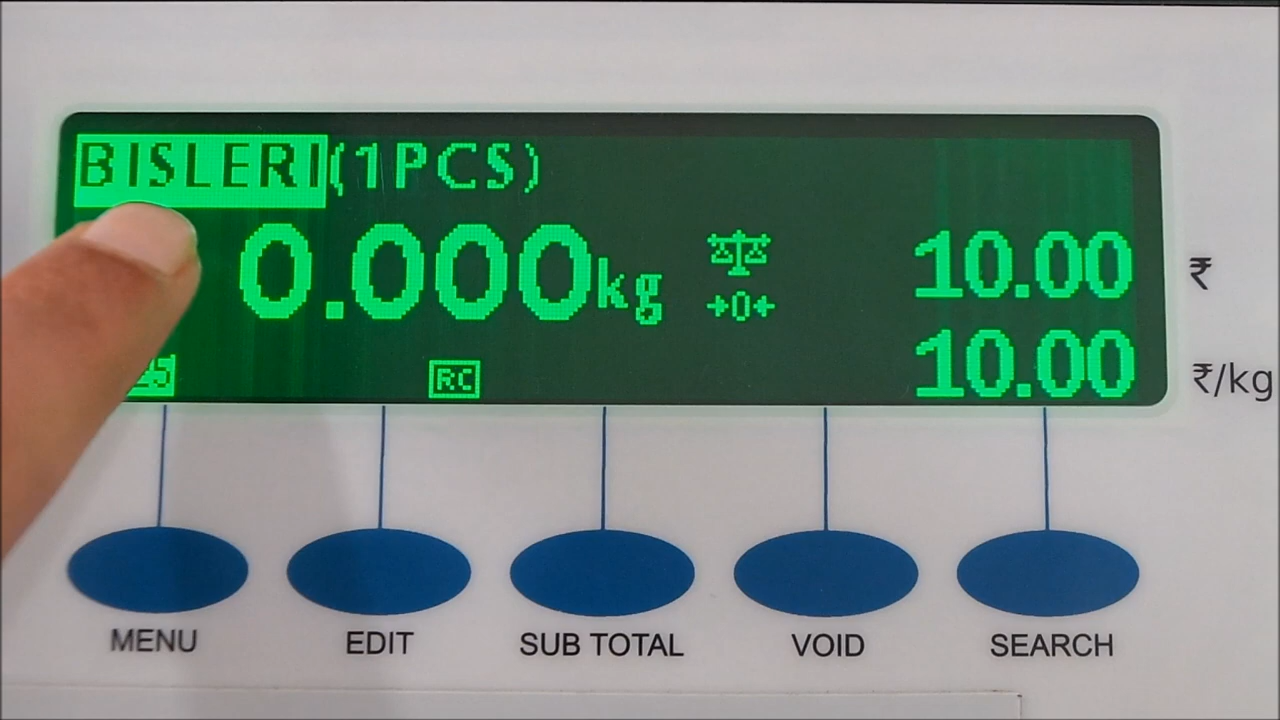 BISLERI(1PCS)
0.000kg →0← 10.00 ₹
RC 10.00 ₹/kg
MENU EDIT SUB TOTAL VOID SEARCH